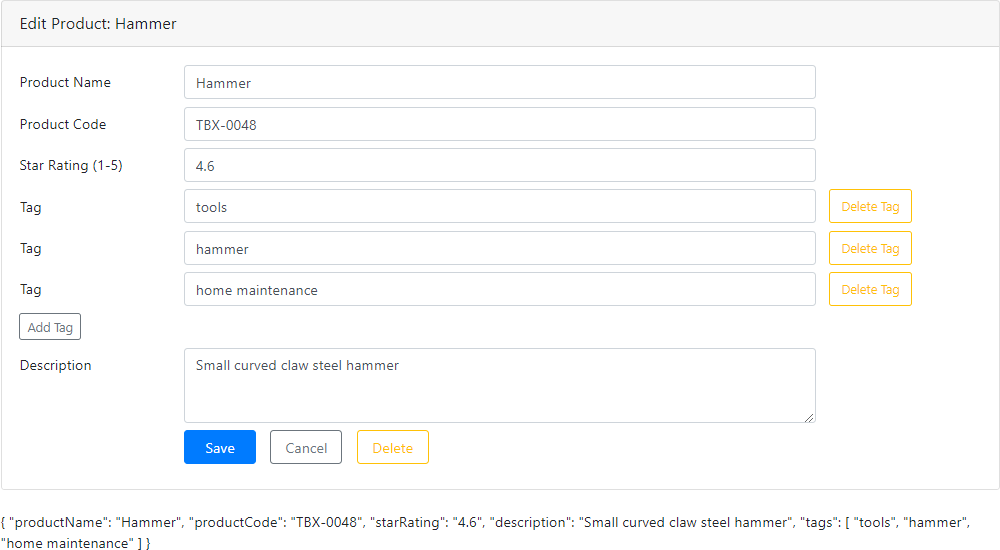 Edit Product: Hammer
Product Name Hammer
Product Code TBX-0048
Star Rating (1-5) 4.6
Tag tools Delete Tag
Tag hammer Delete Tag
Tag home maintenance Delete Tag
Add Tag
Description Small curved claw steel hammer
Save Cancel Delete
{ "productName": "Hammer", "productCode": "TBX-0048", "starRating": "4.6", "description": "Small curved claw steel hammer", "tags": [ "tools", "hammer",
"home maintenance" ] }